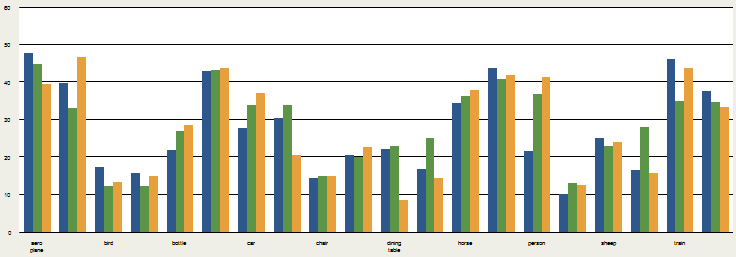 60
50
40
30
20
10
0
aero
plane
bird
bottle
car
chair
dining
table
horse
person
sheep
train